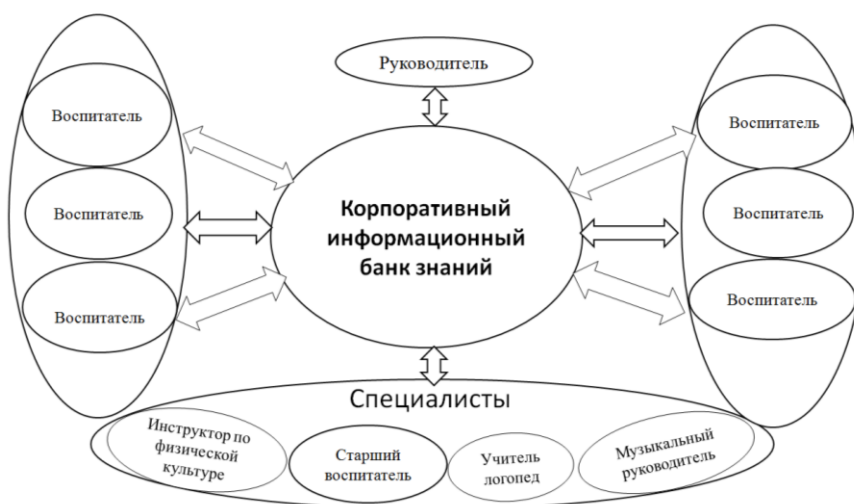 Руководитель
Воспитатель
Воспитатель
Воспитатель
Корпоративный
информационный
банк знаний
Воспитатель
Воспитатель
Воспитатель
Специалисты
Инструктор по
физической
культуре
Старший
воспитатель
Учитель
логопед
Музыкальный
руководитель